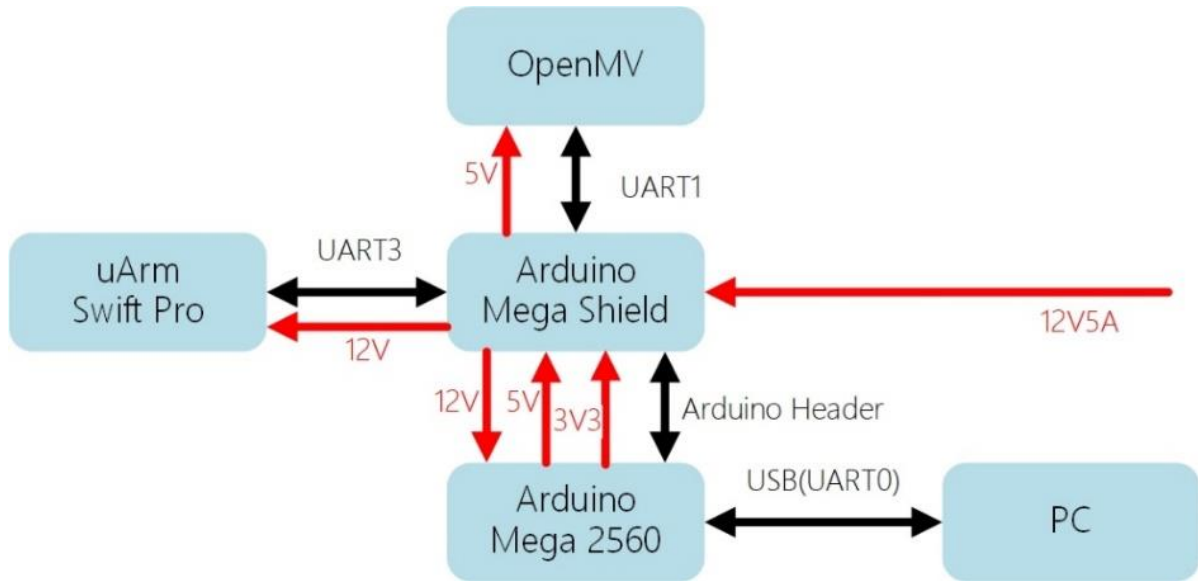 OpenMV
5V
UART1
UART3
uArm
Swift Pro
Arduino
Mega Shield
12V
12V5A
12V
5V
3V3
Arduino Header
Arduino
Mega 2560
USB(UART0)
PC